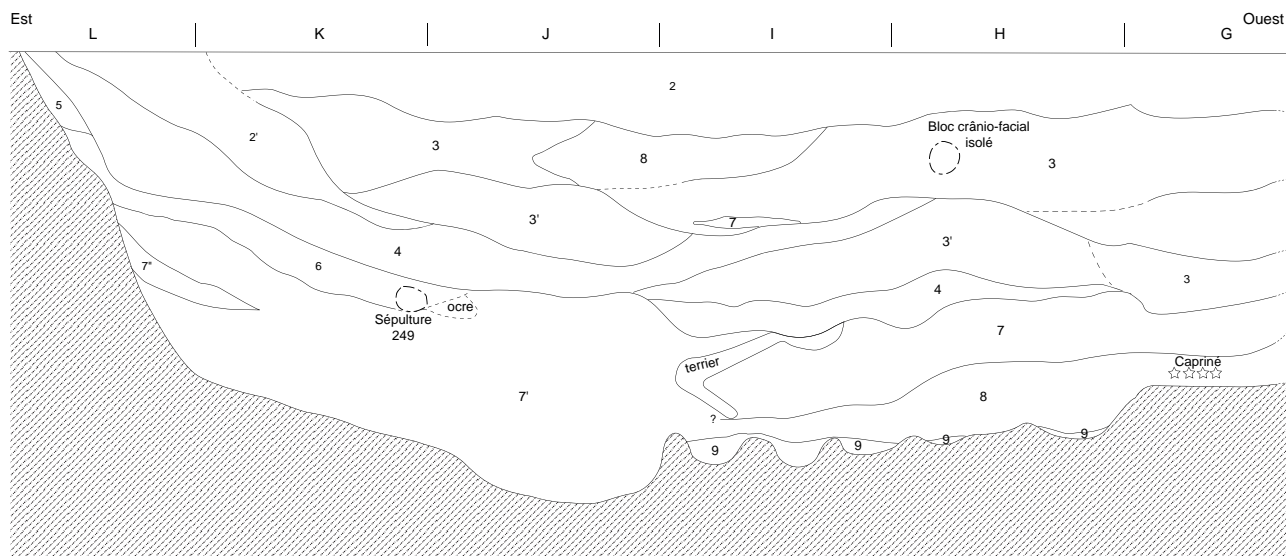 Est
Ouest
L
K
J
I
H
G
2
5
2'
3
8
Bloc crânio-facial
isolé
3
3'
7
3'
4
6
7"
3
4
ocre
Sépulture
249
7
terrier
Capriné
7'
8
?
9
9
9
9